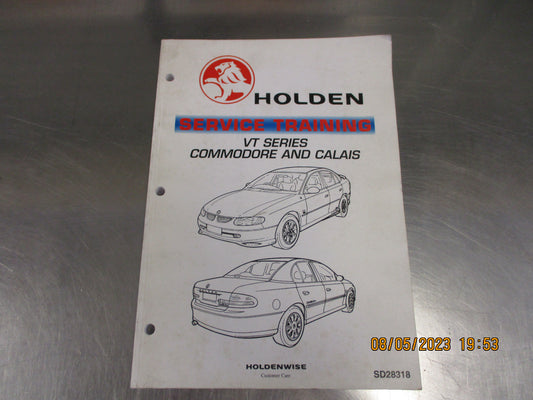 HOLDEN
SERVICE TRAINING
VT SERIES
COMMODORE AND CALAIS
HOLDENWISE
Customer Care
SD28318
08/05/2023 19:53